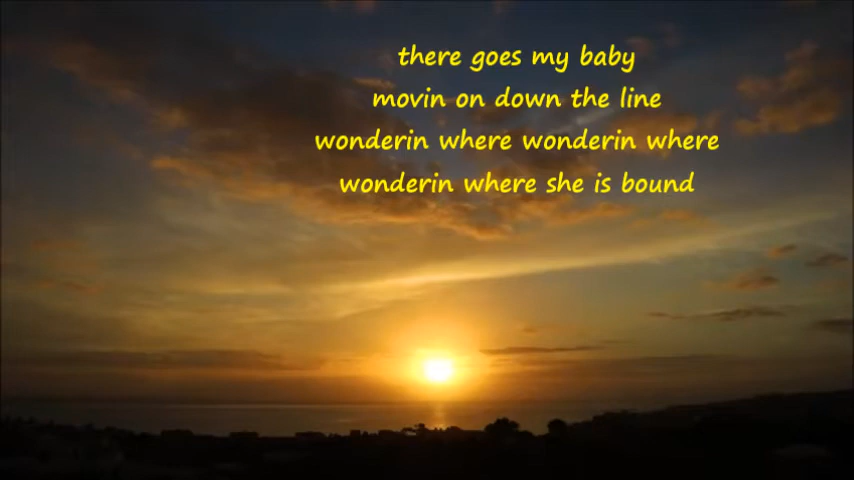 there goes my baby
movin on down the line
wonderin where wonderin where
wonderin where she is bound